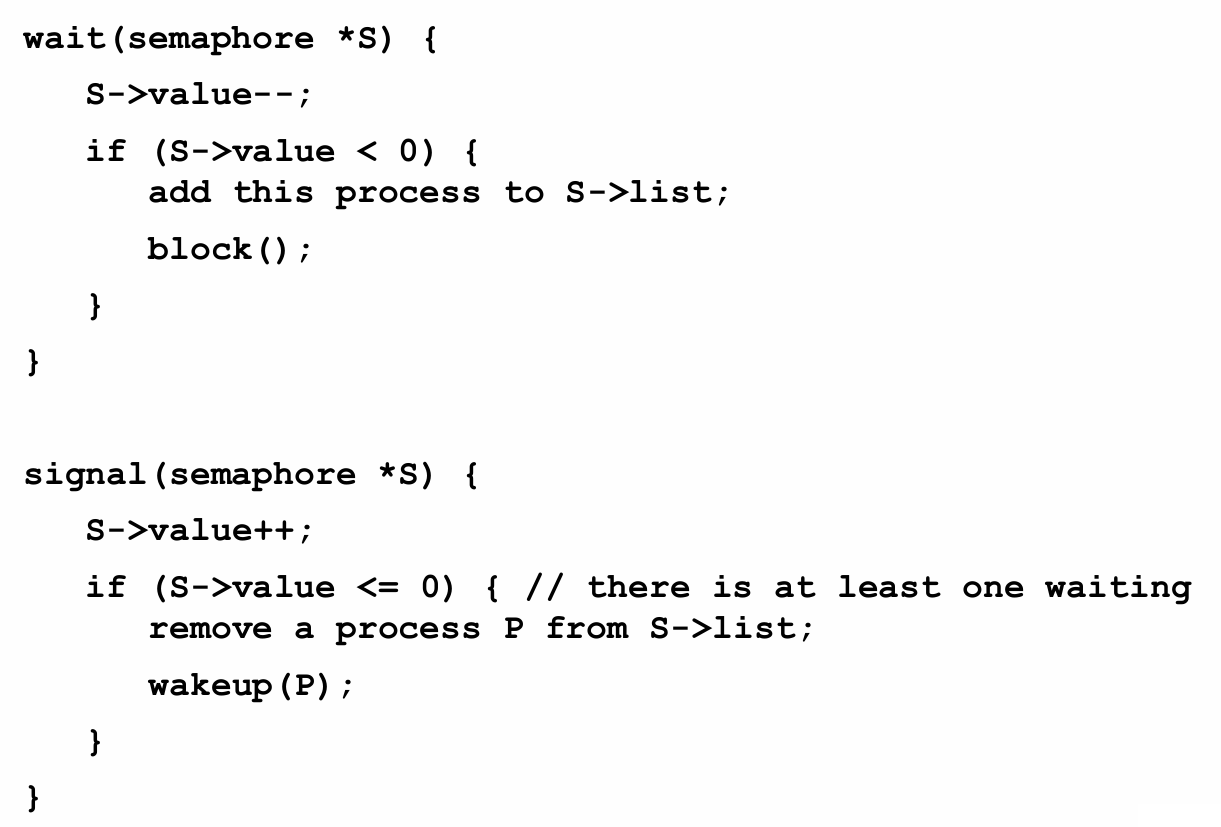 wait(semaphore *S) {
S->value--;
if (S->value < 0) {
add this process to S->list;
block();
}
}
signal(semaphore *S) {
S->value++;
if (S->value <= 0) { // there is at least one waiting
remove a process P from S->list;
wakeup(P);
}
}